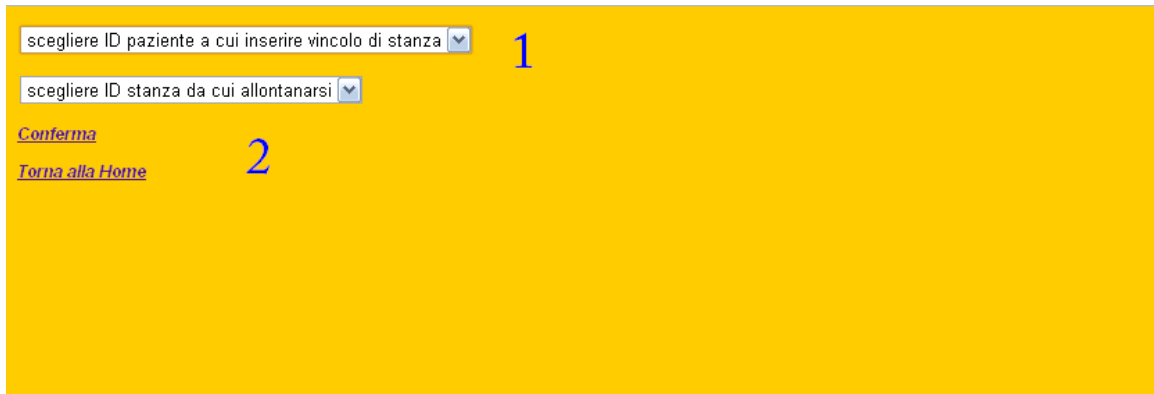 scegliere ID paziente a cui inserire vincolo di stanza
1
scegliere ID stanza da cui allontanarsi
Conferma
2
Torna alla Home